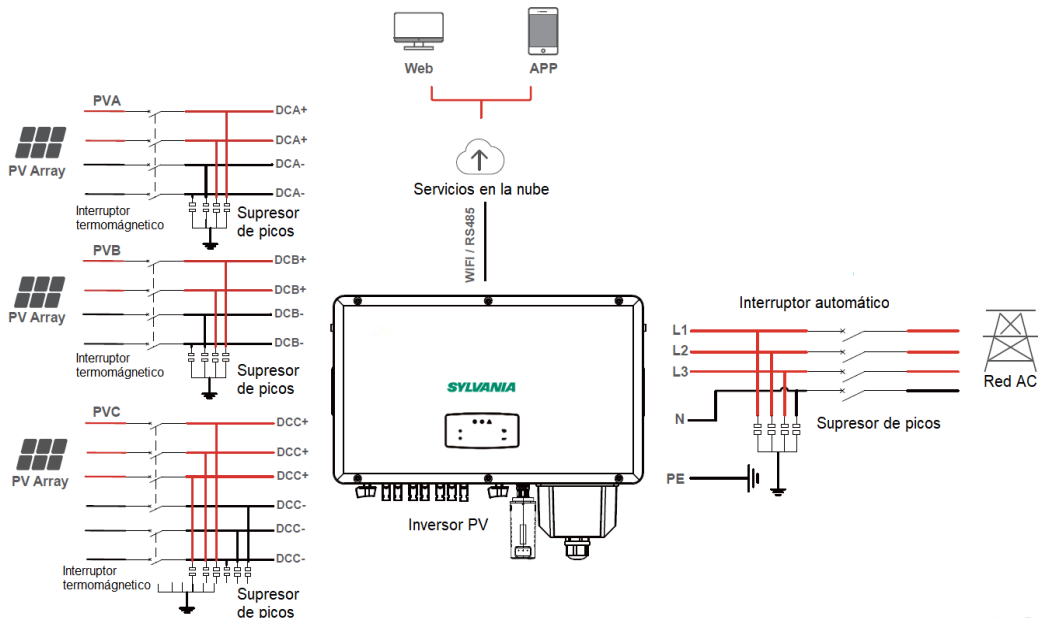 Web
APP
Servicios en la nube
WIFI / RS485
PVA
DCA+
DCA+
PV Array
DCA-
DCA-
Interruptor
termomágnetico
Supresor
de picos
PVB
DCB+
DCB+
PV Array
DCB-
DCB-
Interruptor
termomágnetico
Supresor
de picos
PVC
DCC+
DCC+
PV Array
DCC+
DCC-
DCC-
DCC-
Interruptor
termomágnetico
Supresor
de picos
SYLVANIA
Inversor PV
Interruptor automático
L1
L2
L3
N
PE
Red AC
Supresor de picos